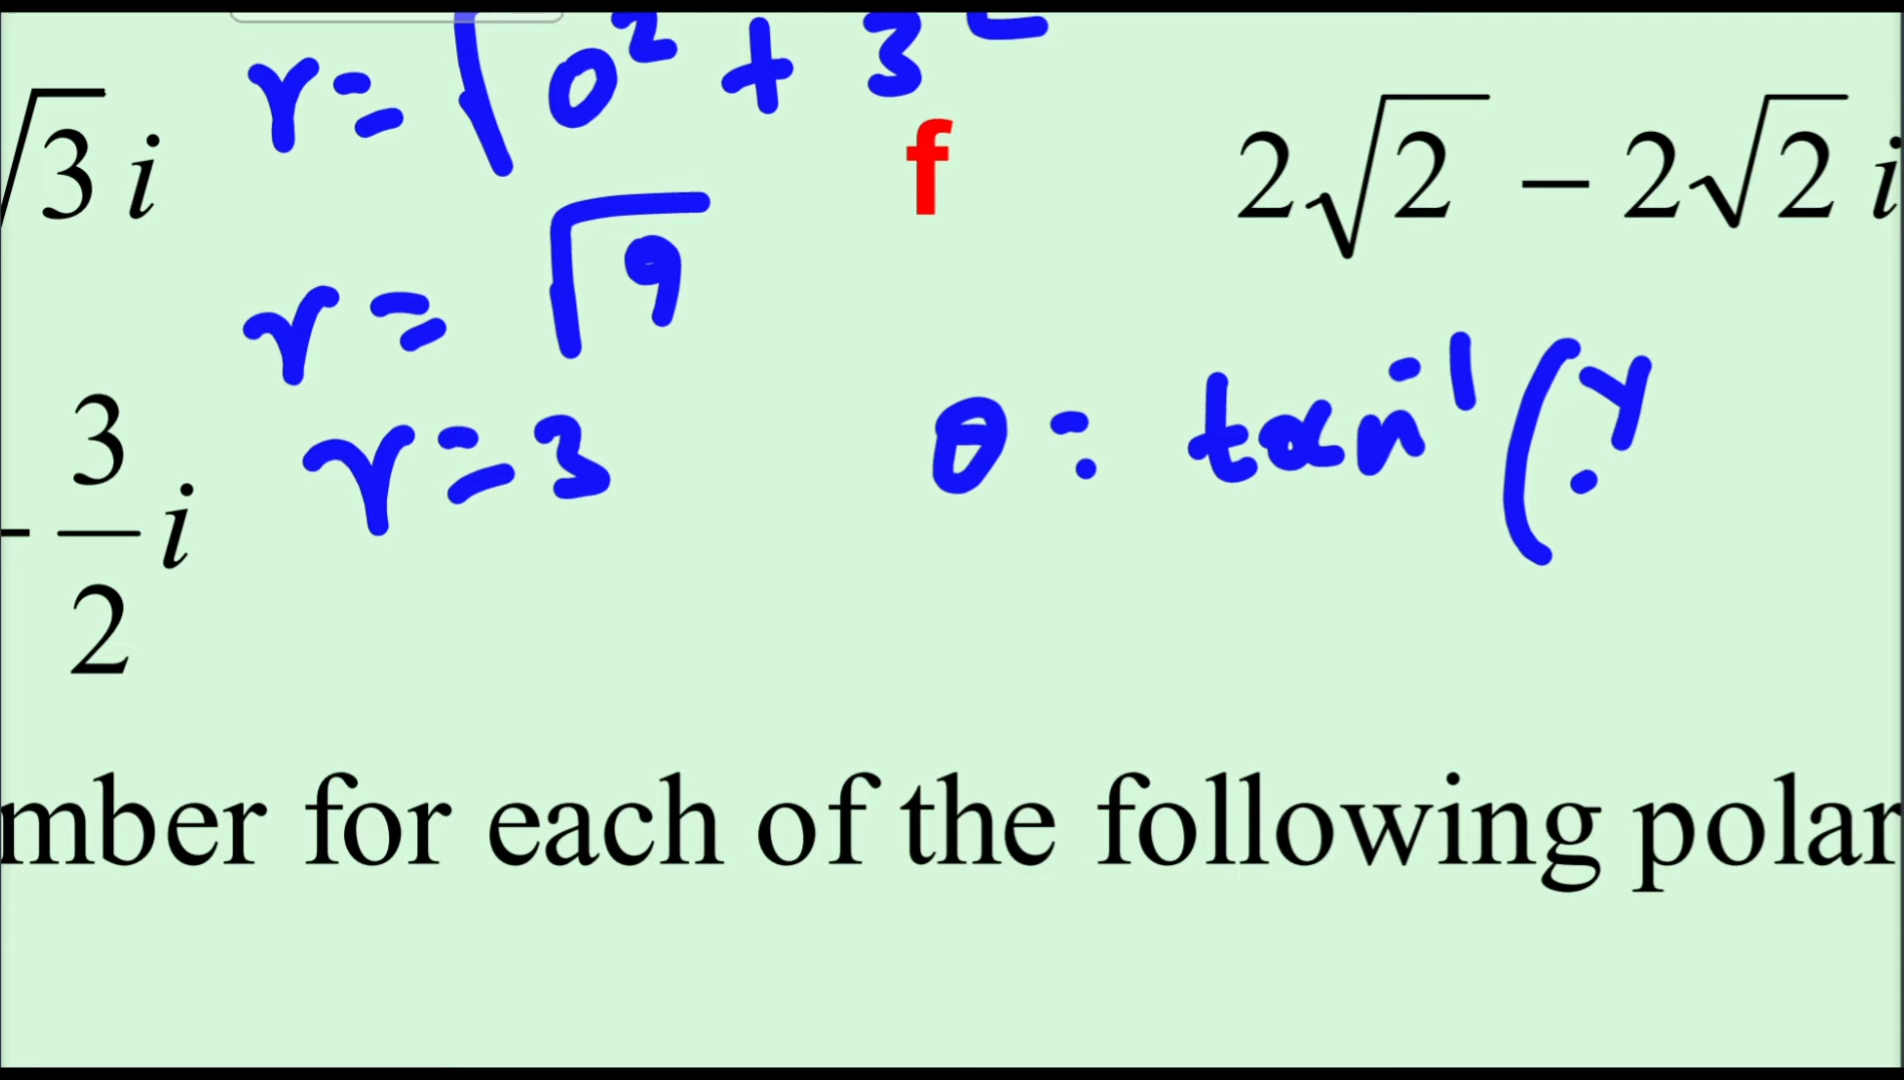 r = √0² + 3²
√3 i
f
2√2 − 2√2 i
r = √9
θ = tan⁻¹ ( y
r = 3
− 3/2 i
mber for each of the following polar